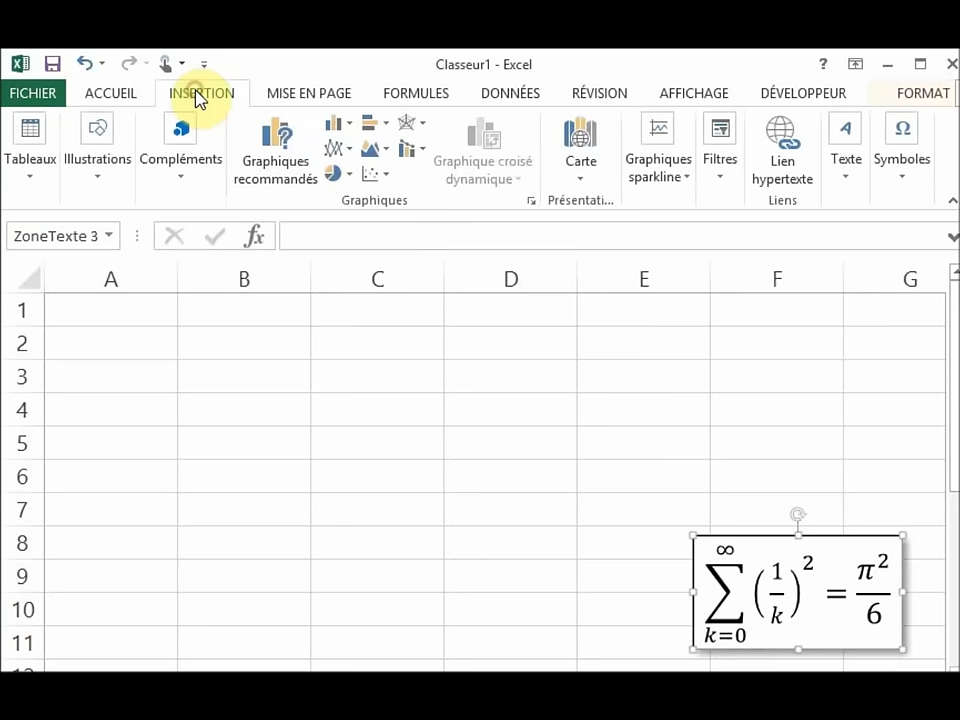 Classeur1 - Excel
?
FICHIER ACCUEIL INSERTION MISE EN PAGE FORMULES DONNÉES RÉVISION AFFICHAGE DÉVELOPPEUR FORMAT
Tableaux Illustrations Compléments Graphiques recommandés Graphique croisé dynamique Carte Graphiques sparkline Filtres Lien hypertexte Texte Symboles
Graphiques Présentati... Liens
ZoneTexte 3 fx
A B C D E F G
1
2
3
4
5
6
7
8
9
10
11
∞
∑ (1/k)² = π²/6
k=0